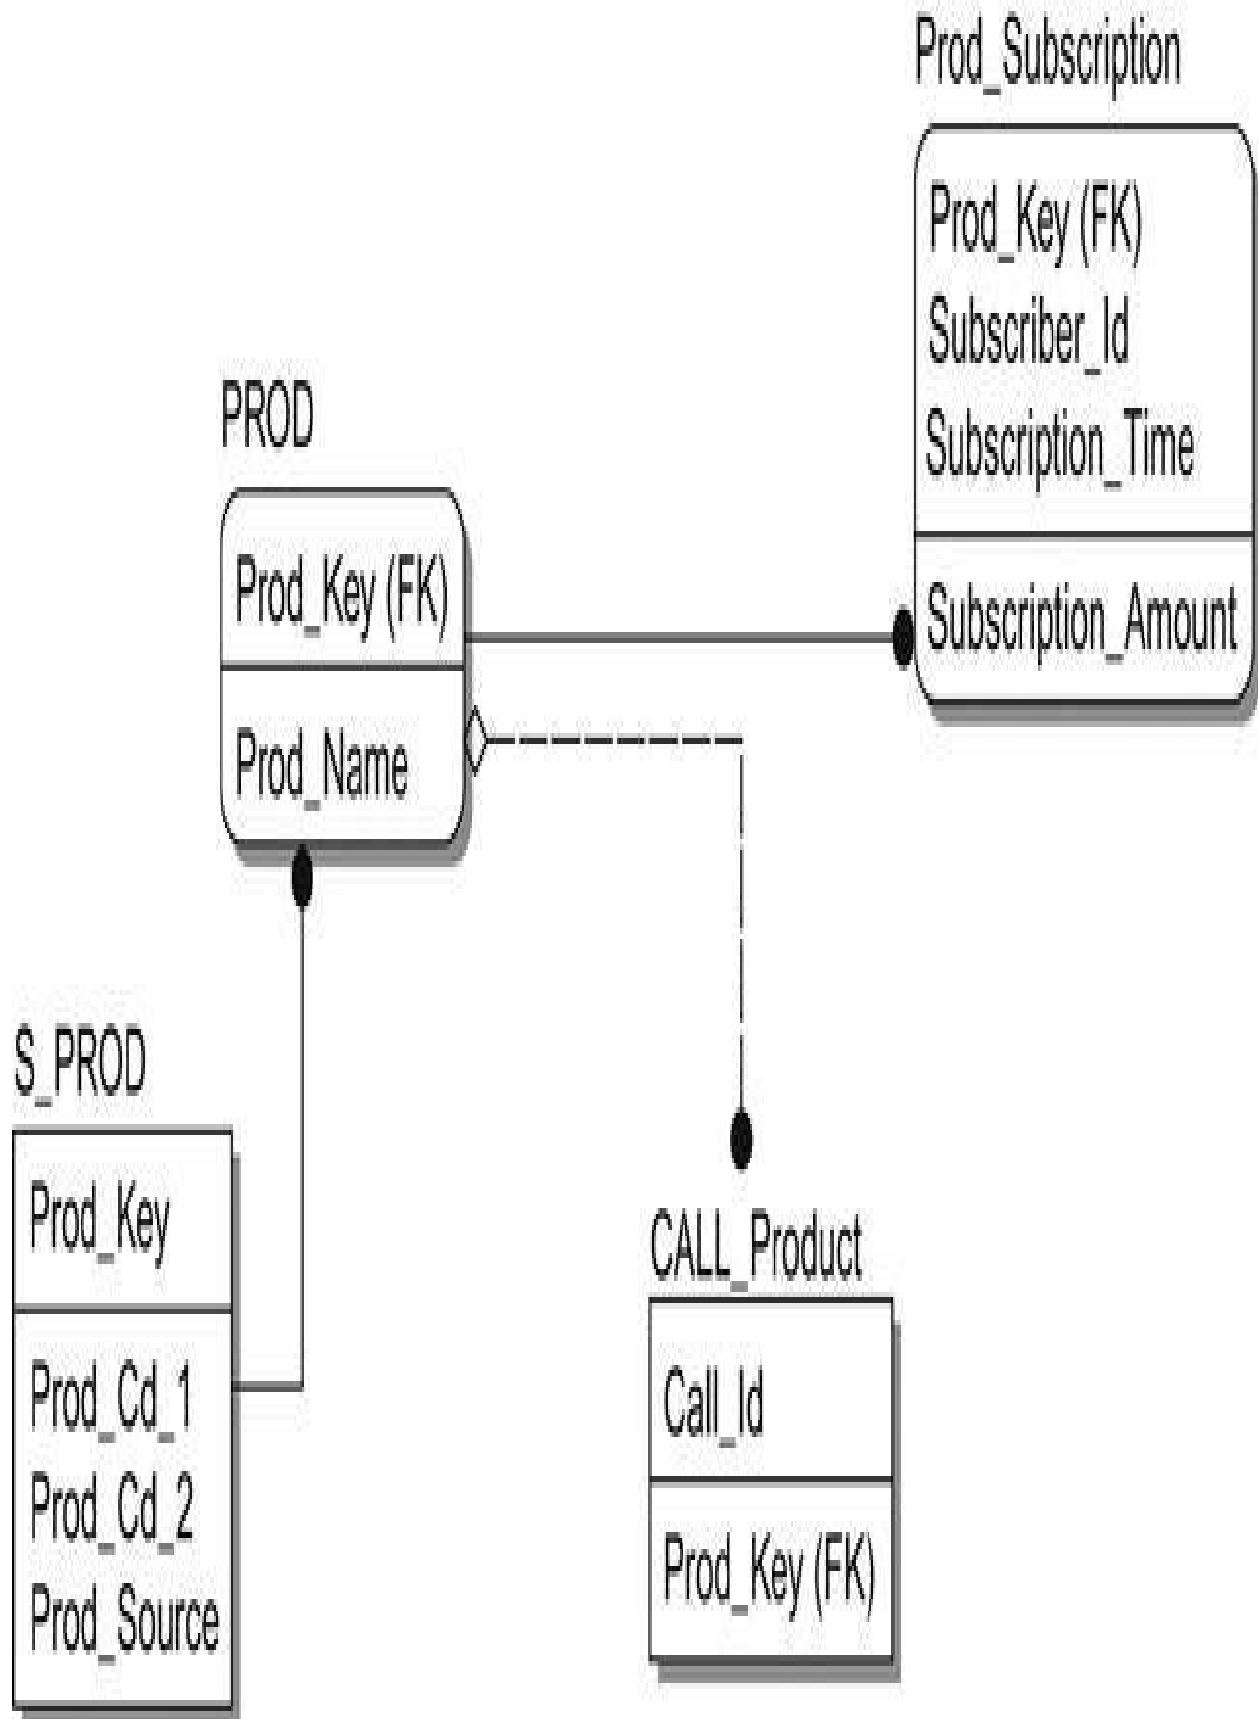 Prod_Subscription
Prod_Key (FK)
Subscriber_Id
Subscription_Time
Subscription_Amount
PROD
Prod_Key (FK)
Prod_Name
S_PROD
Prod_Key
Prod_Cd_1
Prod_Cd_2
Prod_Source
CALL_Product
Call_Id
Prod_Key (FK)